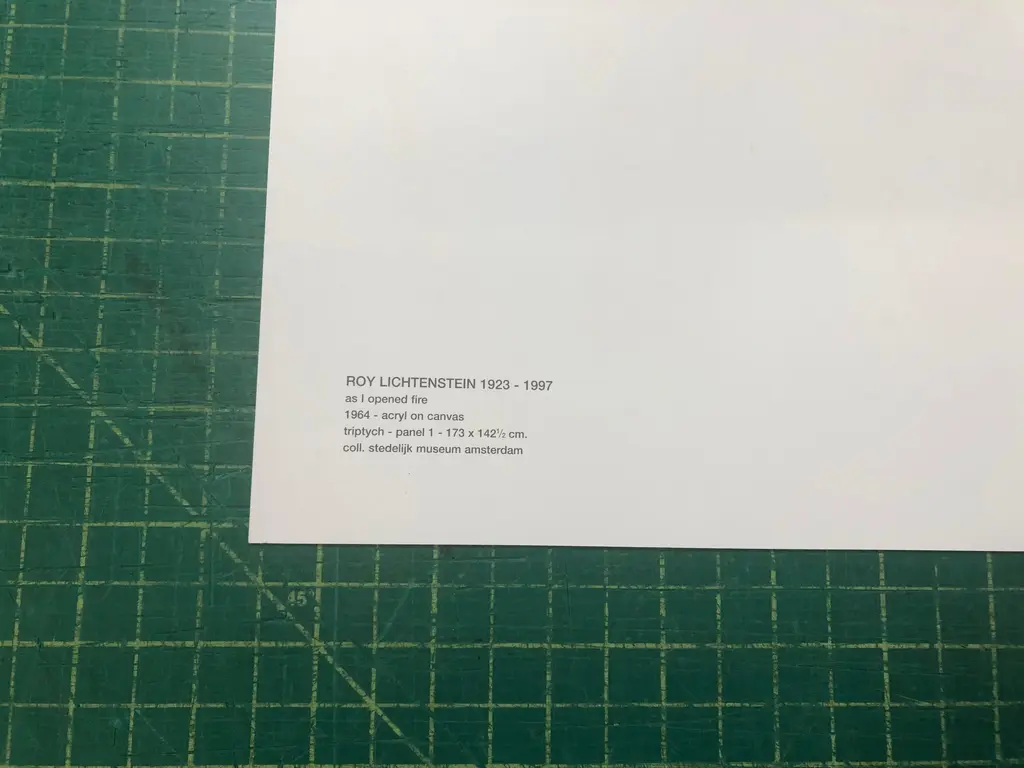 ROY LICHTENSTEIN 1923 - 1997
as I opened fire
1964 - acryl on canvas
triptych - panel 1 - 173 x 142½ cm.
coll. stedelijk museum amsterdam
45°